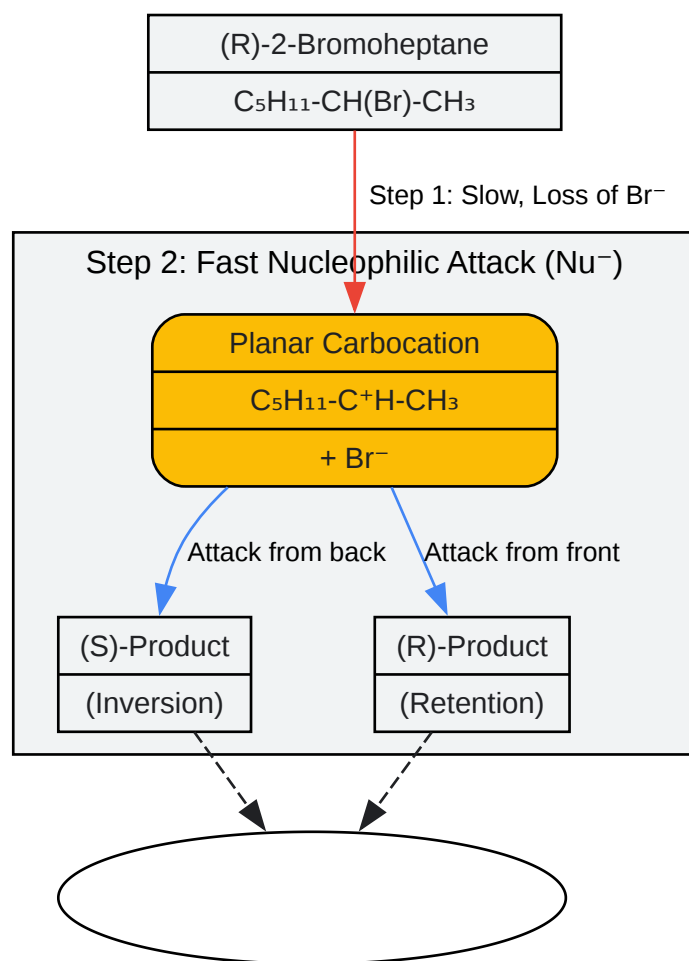 (R)-2-Bromoheptane
C₅H₁₁-CH(Br)-CH₃
Step 1: Slow, Loss of Br⁻
Step 2: Fast Nucleophilic Attack (Nu⁻)
Planar Carbocation
C₅H₁₁-C⁺H-CH₃
+ Br⁻
Attack from back
Attack from front
(S)-Product
(Inversion)
(R)-Product
(Retention)